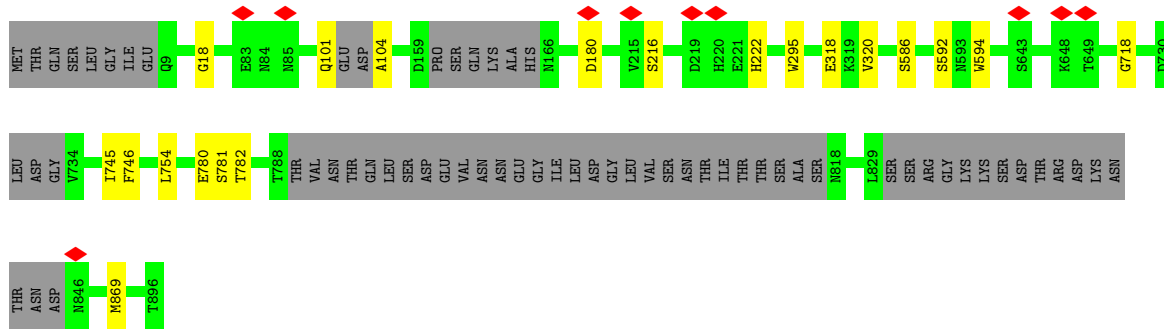 MET THR GLN SER LEU GLY ILE GLU Q9 G18 E83 N84 N85 Q101 GLU ASP A104 D159 PRO SER GLN LYS ALA HIS N166 D180 V215 S216 D219 H220 E221 H222 W295 E318 K319 V320 S586 S592 N593 W594 S643 K648 T649 G718 D730
LEU ASP GLY V734 I745 F746 L754 E780 S781 T782 T788 THR VAL ASN THR GLN LEU SER ASP GLU VAL ASN ASN GLU GLY ILE LEU ASP GLY LEU VAL SER ASN THR ILE THR THR SER ALA SER N818 L829 SER SER ARG GLY LYS LYS SER ASP THR ARG ASP LYS ASN
THR ASN ASP N846 M869 T896